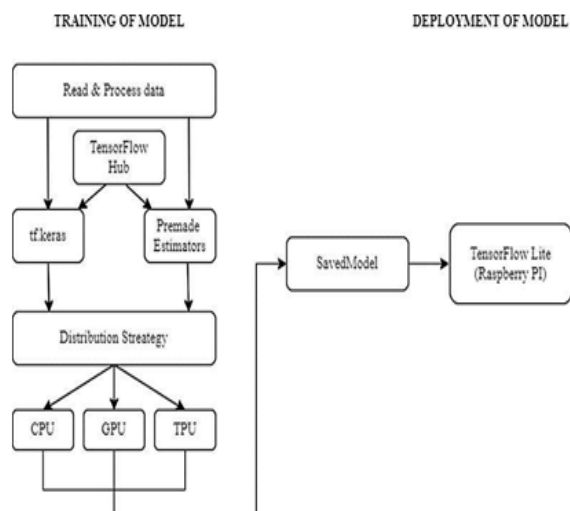 TRAINING OF MODEL
DEPLOYMENT OF MODEL
Read & Process data
TensorFlow
Hub
tf.keras
Premade
Estimators
SavedModel
TensorFlow Lite
(Raspberry PI)
Distribution Streategy
CPU
GPU
TPU